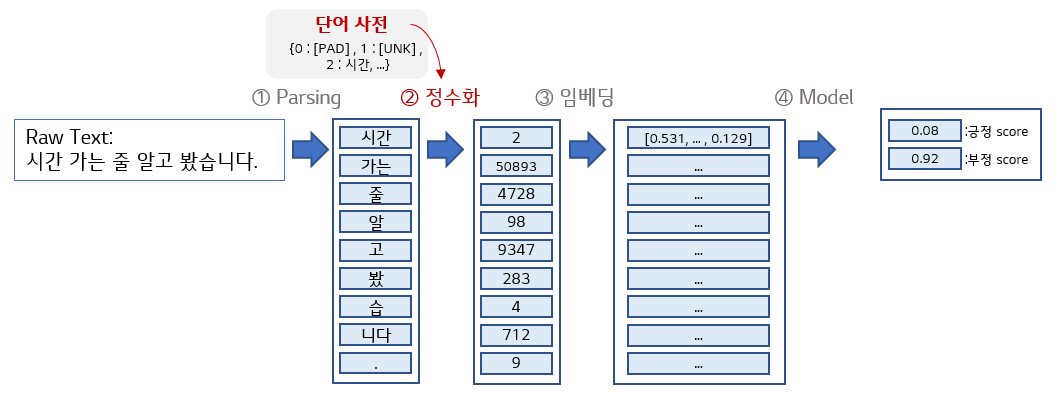 단어 사전
{0 : [PAD] , 1 : [UNK] ,
2 : 시간, ...}
① Parsing
② 정수화
③ 임베딩
④ Model
Raw Text:
시간 가는 줄 알고 봤습니다.
시간
가는
줄
알
고
봤
습
니다
.
2
50893
4728
98
9347
283
4
712
9
[0.531, ... , 0.129]
...
...
...
...
...
...
...
...
0.08 :긍정 score
0.92 :부정 score